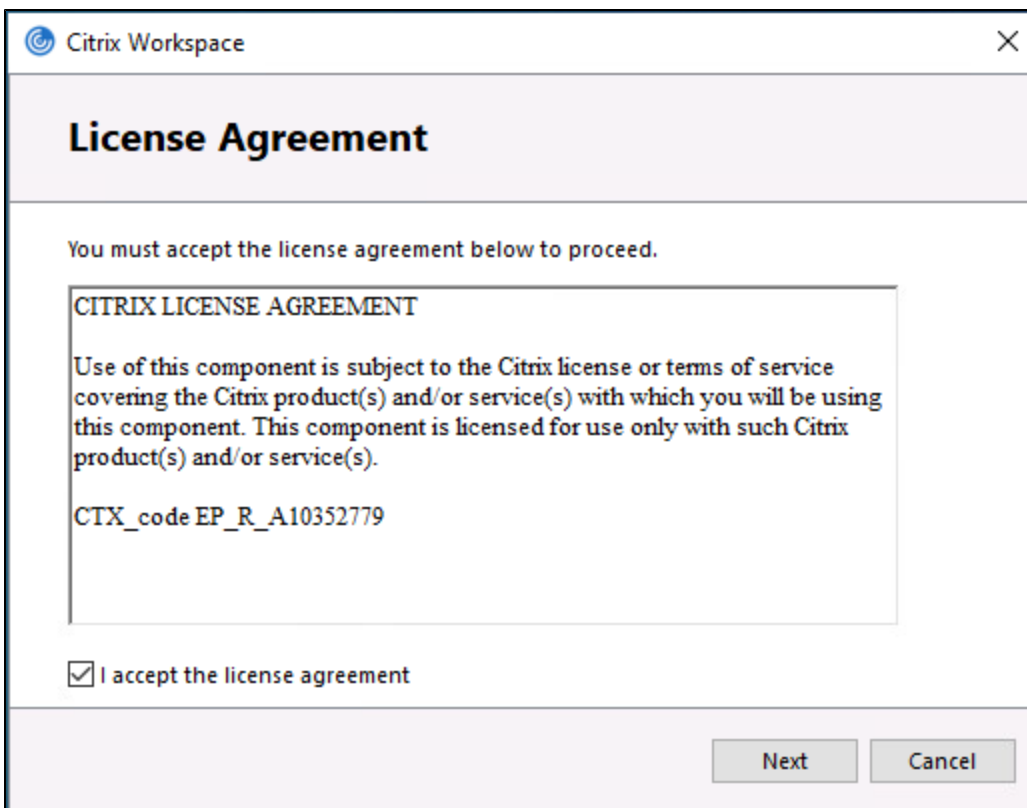 Citrix Workspace
License Agreement
You must accept the license agreement below to proceed.
CITRIX LICENSE AGREEMENT
Use of this component is subject to the Citrix license or terms of service
covering the Citrix product(s) and/or service(s) with which you will be using
this component. This component is licensed for use only with such Citrix
product(s) and/or service(s).
CTX_code EP_R_A10352779
I accept the license agreement
Next Cancel